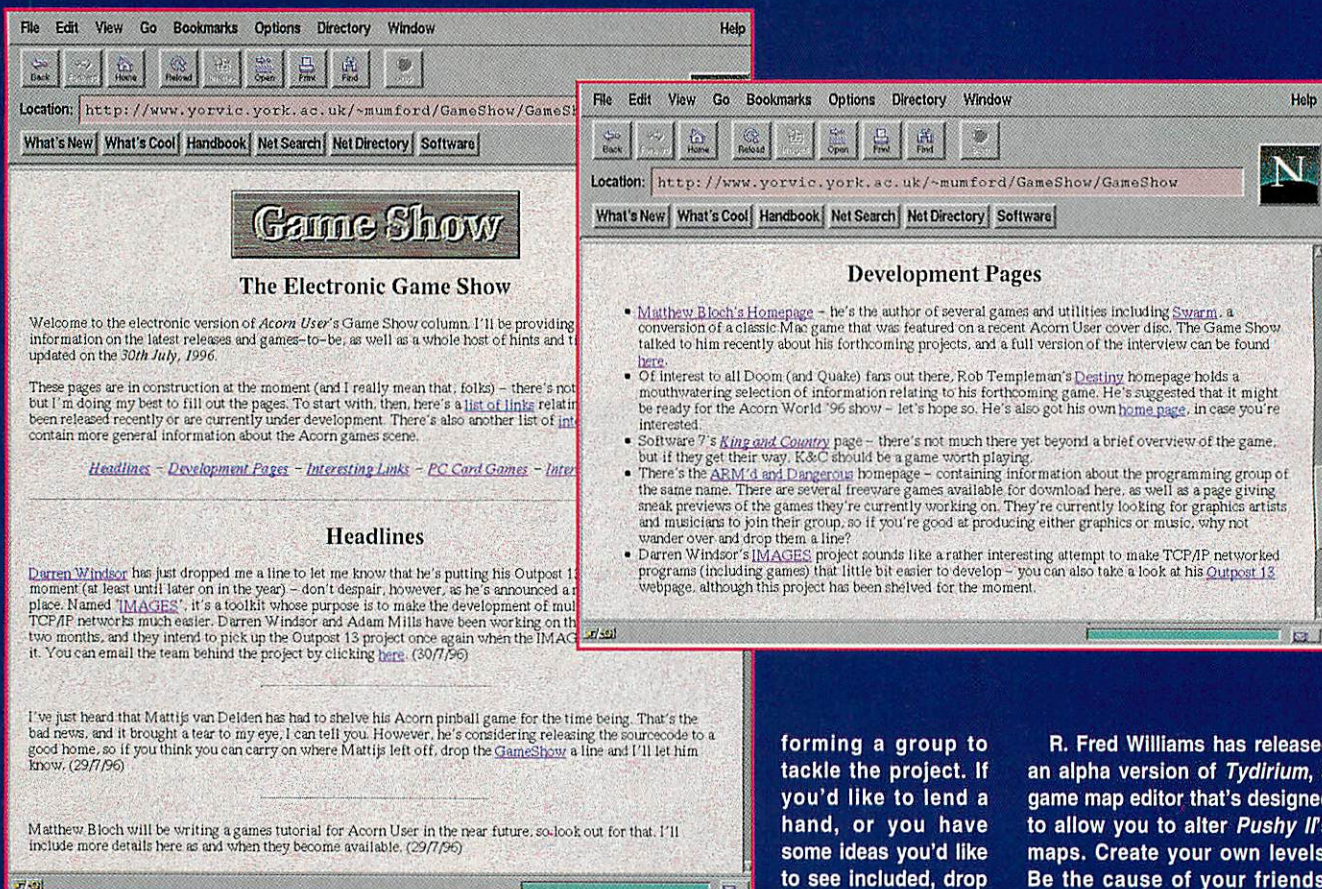 File Edit View Go Bookmarks Options Directory Window Help
Back Forward Home Reload Images Open Print Find Stop
Location: http://www.yorvic.york.ac.uk/~mumford/GameShow/GameSh
What's New What's Cool Handbook Net Search Net Directory Software
Game Show
The Electronic Game Show
Welcome to the electronic version of Acorn User's Game Show column. I'll be providing
information on the latest releases and games-to-be, as well as a whole host of hints and ti
updated on the 30th July, 1996.
These pages are in construction at the moment (and I really mean that, folks) – there's not
but I'm doing my best to fill out the pages. To start with, then, here's a list of links relatin
been released recently or are currently under development. There's also another list of int
contain more general information about the Acorn games scene.
Headlines – Development Pages – Interesting Links – PC Card Games – Inter
Headlines
Darren Windsor has just dropped me a line to let me know that he's putting his Outpost 1
moment (at least until later on in the year) – don't despair, however, as he's announced a r
place. Named 'IMAGES', it's a toolkit whose purpose is to make the development of mul
TCP/IP networks much easier. Darren Windsor and Adam Mills have been working on th
two months, and they intend to pick up the Outpost 13 project once again when the IMAG
it. You can email the team behind the project by clicking here. (30/7/96)
I've just heard that Mattijs van Delden has had to shelve his Acorn pinball game for the time being. That's the
bad news, and it brought a tear to my eye, I can tell you. However, he's considering releasing the sourcecode to a
good home, so if you think you can carry on where Mattijs left off, drop the GameShow a line and I'll let him
know. (29/7/96)
Matthew Bloch will be writing a games tutorial for Acorn User in the near future, so look out for that. I'll
include more details here as and when they become available. (29/7/96)
File Edit View Go Bookmarks Options Directory Window Help
Back Forward Home Reload Images Open Print Find Stop
Location: http://www.yorvic.york.ac.uk/~mumford/GameShow/GameShow
N
What's New What's Cool Handbook Net Search Net Directory Software
Development Pages
• Matthew Bloch's Homepage – he's the author of several games and utilities including Swarm, a
conversion of a classic Mac game that was featured on a recent Acorn User cover disc. The Game Show
talked to him recently about his forthcoming projects, and a full version of the interview can be found
here.
• Of interest to all Doom (and Quake) fans out there, Rob Templeman's Destiny homepage holds a
mouthwatering selection of information relating to his forthcoming game. He's suggested that it might
be ready for the Acorn World '96 show – let's hope so. He's also got his own home page, in case you're
interested.
• Software 7's King and Country page – there's not much there yet beyond a brief overview of the game,
but if they get their way, K&C should be a game worth playing.
• There's the ARM'd and Dangerous homepage – containing information about the programming group of
the same name. There are several freeware games available for download here, as well as a page giving
sneak previews of the games they're currently working on. They're currently looking for graphics artists
and musicians to join their group, so if you're good at producing either graphics or music, why not
wander over and drop them a line?
• Darren Windsor's IMAGES project sounds like a rather interesting attempt to make TCP/IP networked
programs (including games) that little bit easier to develop – you can also take a look at his Outpost 13
webpage, although this project has been shelved for the moment.
forming a group to
tackle the project. If
you'd like to lend a
hand, or you have
some ideas you'd like
to see included, drop
R. Fred Williams has release
an alpha version of Tydirium,
game map editor that's designed
to allow you to alter Pushy II's
maps. Create your own levels
Be the cause of your friends